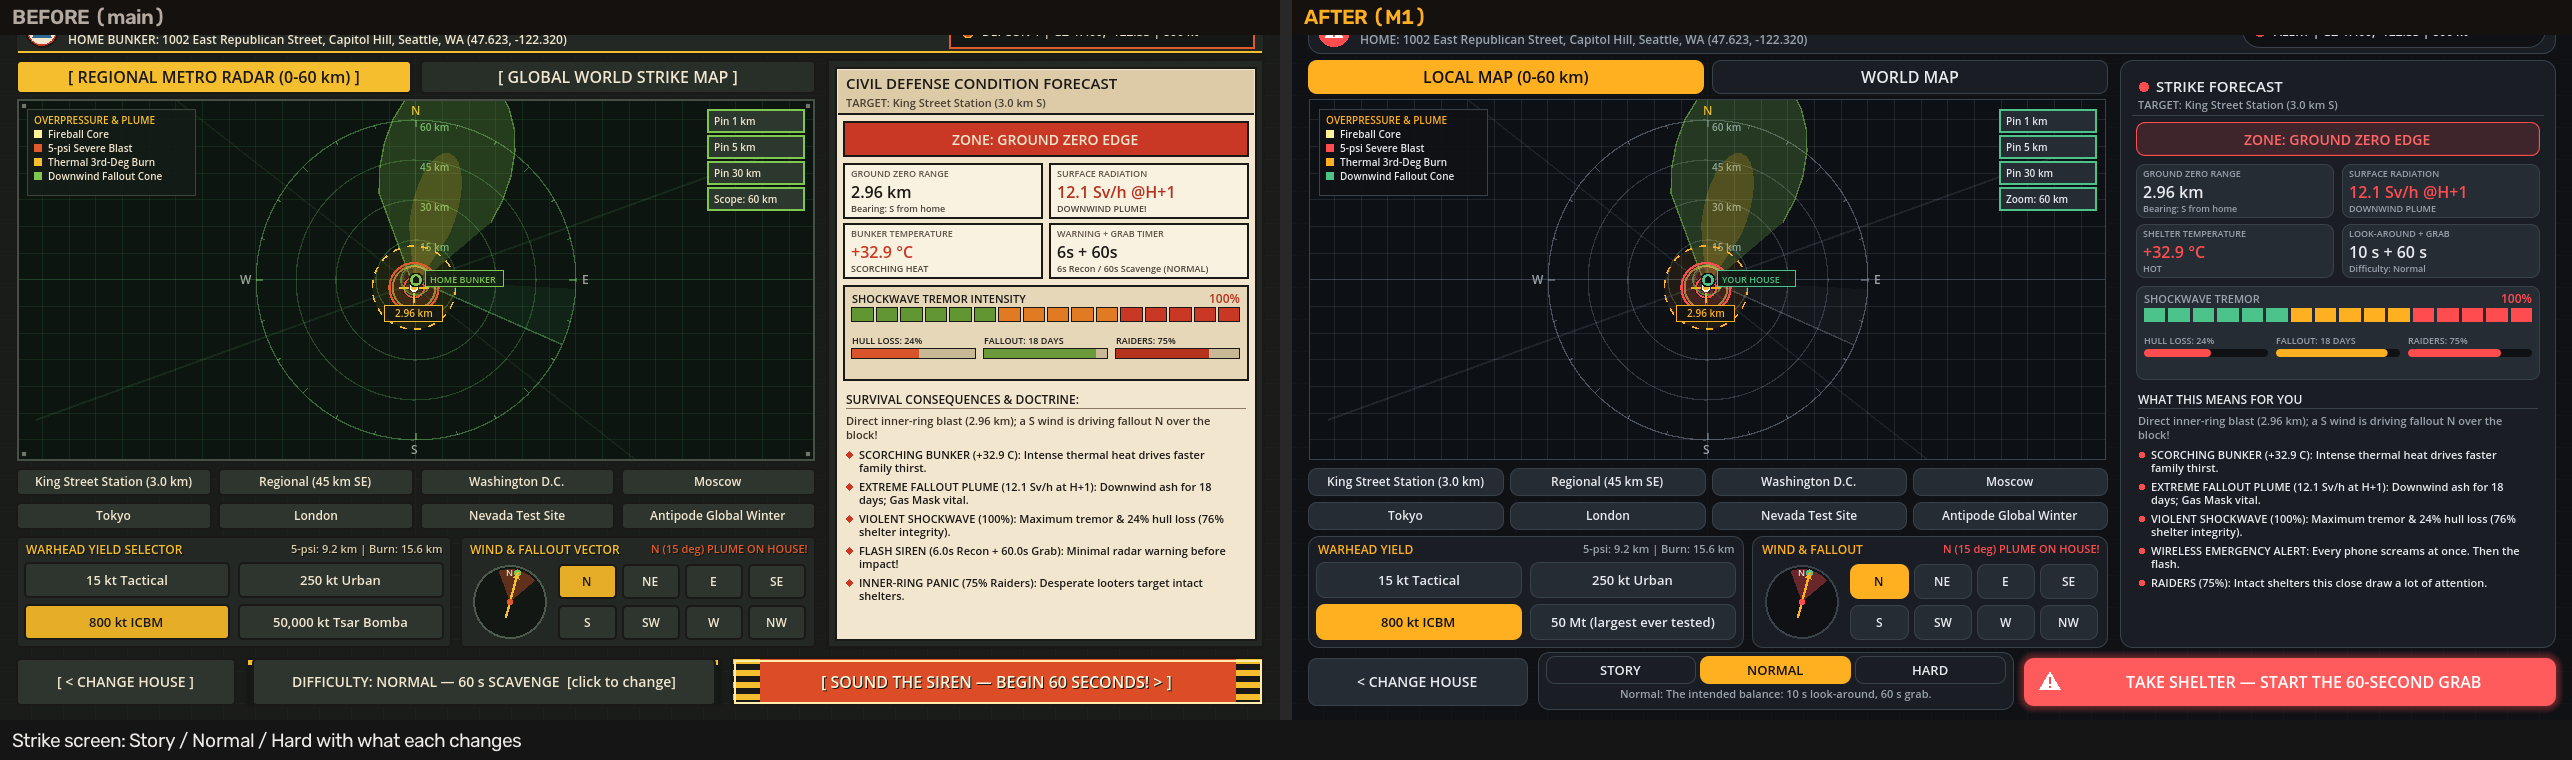 BEFORE (main)
HOME BUNKER: 1002 East Republican Street, Capitol Hill, Seattle, WA (47.623, -122.320)
[ REGIONAL METRO RADAR (0-60 km) ]
[ GLOBAL WORLD STRIKE MAP ]
OVERPRESSURE & PLUME
Fireball Core
5-psi Severe Blast
Thermal 3rd-Deg Burn
Downwind Fallout Cone
N
60 km
45 km
30 km
15 km
W
E
S
HOME BUNKER
2.96 km
Pin 1 km
Pin 5 km
Pin 30 km
Scope: 60 km
King Street Station (3.0 km)
Regional (45 km SE)
Washington D.C.
Moscow
Tokyo
London
Nevada Test Site
Antipode Global Winter
WARHEAD YIELD SELECTOR
5-psi: 9.2 km | Burn: 15.6 km
15 kt Tactical
250 kt Urban
800 kt ICBM
50,000 kt Tsar Bomba
WIND & FALLOUT VECTOR
N (15 deg) PLUME ON HOUSE!
N
N
NE
E
SE
S
SW
W
NW
[ < CHANGE HOUSE ]
DIFFICULTY: NORMAL — 60 s SCAVENGE [click to change]
[ SOUND THE SIREN — BEGIN 60 SECONDS! > ]
CIVIL DEFENSE CONDITION FORECAST
TARGET: King Street Station (3.0 km S)
ZONE: GROUND ZERO EDGE
GROUND ZERO RANGE
2.96 km
Bearing: S from home
SURFACE RADIATION
12.1 Sv/h @H+1
DOWNWIND PLUME!
BUNKER TEMPERATURE
+32.9 °C
SCORCHING HEAT
WARNING + GRAB TIMER
6s + 60s
6s Recon / 60s Scavenge (NORMAL)
SHOCKWAVE TREMOR INTENSITY
100%
HULL LOSS: 24%
FALLOUT: 18 DAYS
RAIDERS: 75%
SURVIVAL CONSEQUENCES & DOCTRINE:
Direct inner-ring blast (2.96 km); a S wind is driving fallout N over the
block!
SCORCHING BUNKER (+32.9 C): Intense thermal heat drives faster
family thirst.
EXTREME FALLOUT PLUME (12.1 Sv/h at H+1): Downwind ash for 18
days; Gas Mask vital.
VIOLENT SHOCKWAVE (100%): Maximum tremor & 24% hull loss (76%
shelter integrity).
FLASH SIREN (6.0s Recon + 60.0s Grab): Minimal radar warning before
impact!
INNER-RING PANIC (75% Raiders): Desperate looters target intact
shelters.
AFTER (M1)
HOME: 1002 East Republican Street, Capitol Hill, Seattle, WA (47.623, -122.320)
LOCAL MAP (0-60 km)
WORLD MAP
OVERPRESSURE & PLUME
Fireball Core
5-psi Severe Blast
Thermal 3rd-Deg Burn
Downwind Fallout Cone
N
60 km
45 km
30 km
15 km
W
E
S
YOUR HOUSE
2.96 km
Pin 1 km
Pin 5 km
Pin 30 km
Zoom: 60 km
King Street Station (3.0 km)
Regional (45 km SE)
Washington D.C.
Moscow
Tokyo
London
Nevada Test Site
Antipode Global Winter
WARHEAD YIELD
5-psi: 9.2 km | Burn: 15.6 km
15 kt Tactical
250 kt Urban
800 kt ICBM
50 Mt (largest ever tested)
WIND & FALLOUT
N (15 deg) PLUME ON HOUSE!
N
N
NE
E
SE
S
SW
W
NW
< CHANGE HOUSE
STORY
NORMAL
HARD
Normal: The intended balance: 10 s look-around, 60 s grab.
TAKE SHELTER — START THE 60-SECOND GRAB
STRIKE FORECAST
TARGET: King Street Station (3.0 km S)
ZONE: GROUND ZERO EDGE
GROUND ZERO RANGE
2.96 km
Bearing: S from home
SURFACE RADIATION
12.1 Sv/h @H+1
DOWNWIND PLUME
SHELTER TEMPERATURE
+32.9 °C
HOT
LOOK-AROUND + GRAB
10 s + 60 s
Difficulty: Normal
SHOCKWAVE TREMOR
100%
HULL LOSS: 24%
FALLOUT: 18 DAYS
RAIDERS: 75%
WHAT THIS MEANS FOR YOU
Direct inner-ring blast (2.96 km); a S wind is driving fallout N over the
block!
SCORCHING BUNKER (+32.9 C): Intense thermal heat drives faster
family thirst.
EXTREME FALLOUT PLUME (12.1 Sv/h at H+1): Downwind ash for 18
days; Gas Mask vital.
VIOLENT SHOCKWAVE (100%): Maximum tremor & 24% hull loss (76%
shelter integrity).
WIRELESS EMERGENCY ALERT: Every phone screams at once. Then the
flash.
RAIDERS (75%): Intact shelters this close draw a lot of attention.
Strike screen: Story / Normal / Hard with what each changes